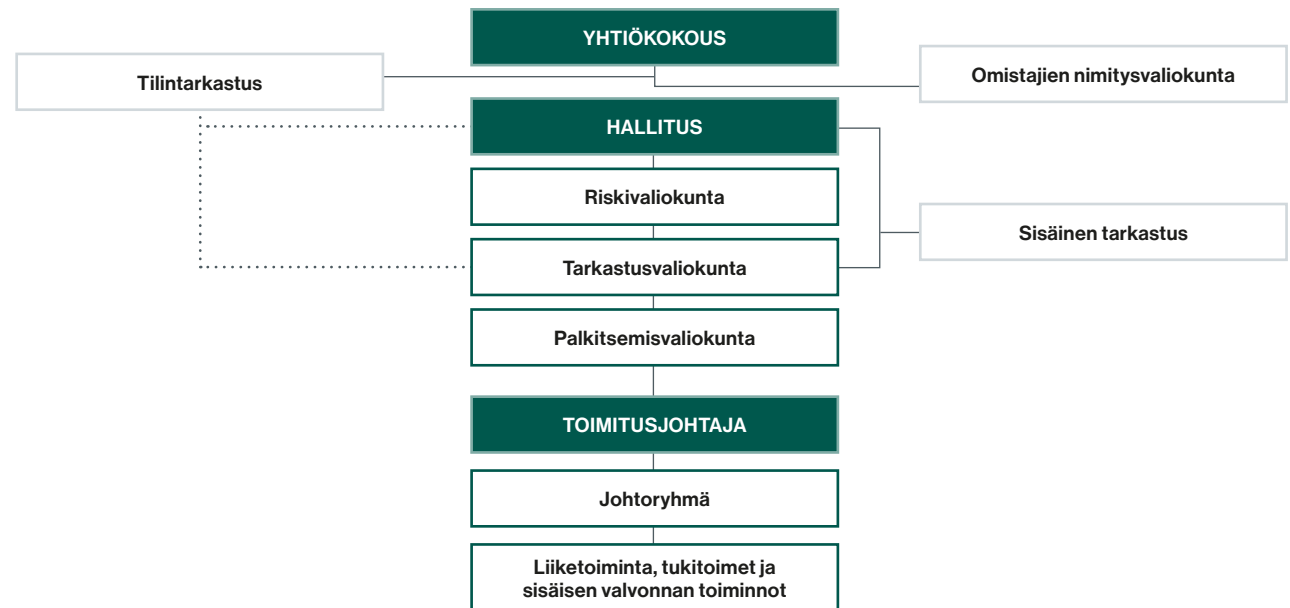 YHTIÖKOKOUS
Tilintarkastus
Omistajien nimitysvaliokunta
HALLITUS
Riskivaliokunta
Sisäinen tarkastus
Tarkastusvaliokunta
Palkitsemisvaliokunta
TOIMITUSJOHTAJA
Johtoryhmä
Liiketoiminta, tukitoimet ja
sisäisen valvonnan toiminnot